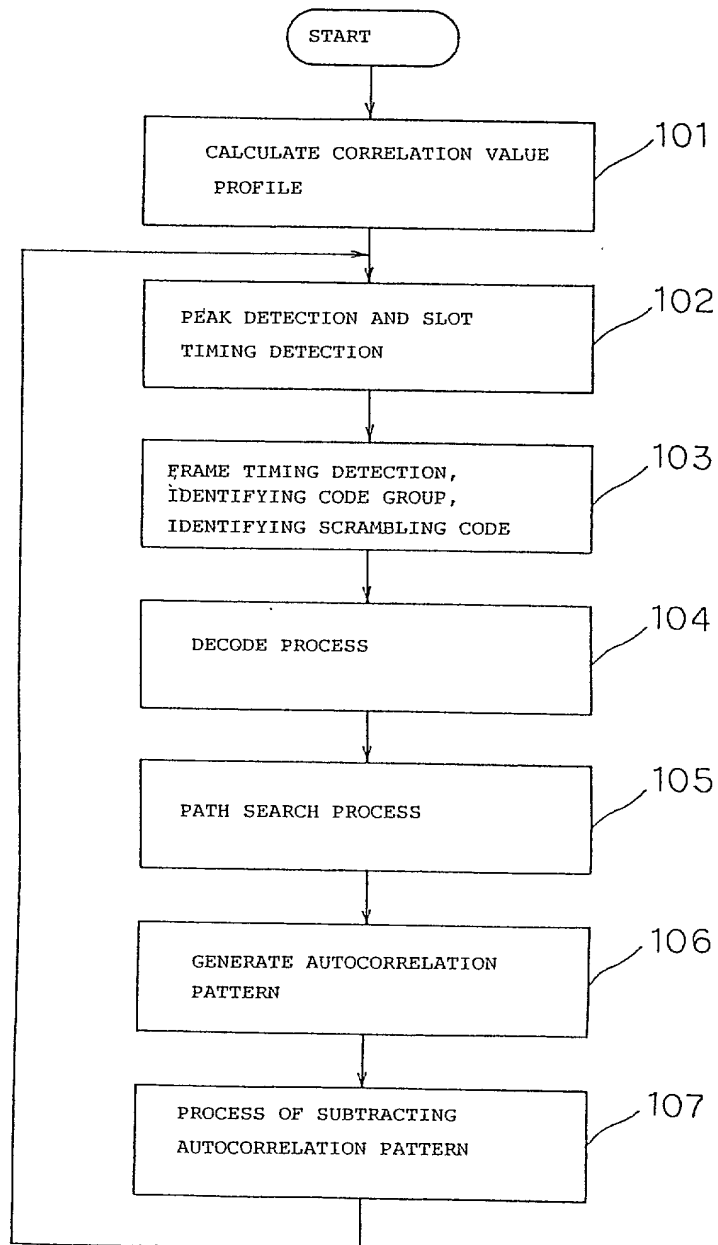 START
CALCULATE CORRELATION VALUE
PROFILE
101
PEAK DETECTION AND SLOT
TIMING DETECTION
102
FRAME TIMING DETECTION,
IDENTIFYING CODE GROUP,
IDENTIFYING SCRAMBLING CODE
103
DECODE PROCESS
104
PATH SEARCH PROCESS
105
GENERATE AUTOCORRELATION
PATTERN
106
PROCESS OF SUBTRACTING
AUTOCORRELATION PATTERN
107